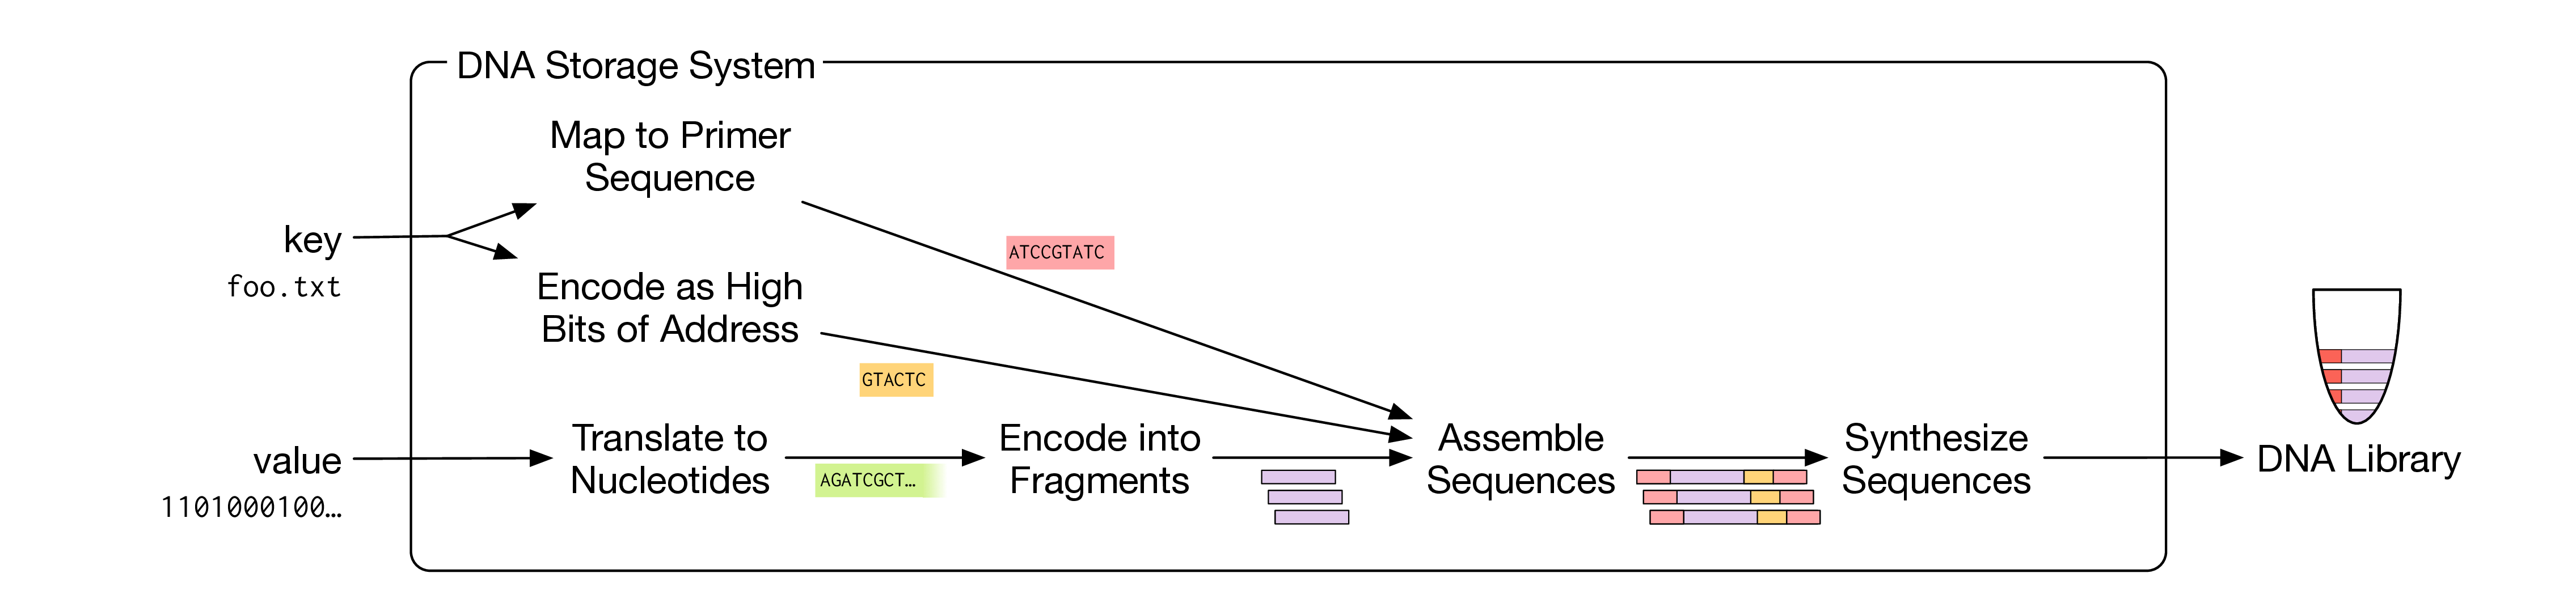 DNA Storage System
Map to Primer
Sequence
key
foo.txt
ATCCGTATC
Encode as High
Bits of Address
GTACTC
value
1101000100…
Translate to
Nucleotides
AGATCGCT…
Encode into
Fragments
Assemble
Sequences
Synthesize
Sequences
DNA Library